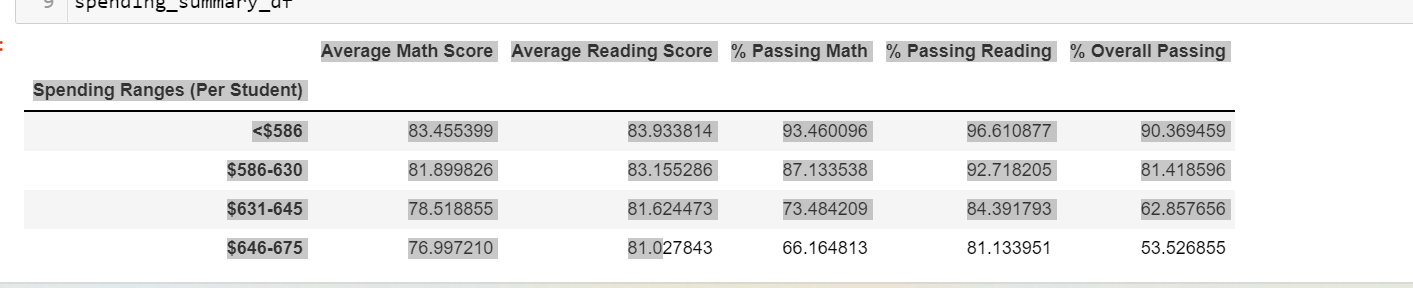 9 spending_summary_df
Average Math Score Average Reading Score % Passing Math % Passing Reading % Overall Passing
Spending Ranges (Per Student)
<$586 83.455399 83.933814 93.460096 96.610877 90.369459
$586-630 81.899826 83.155286 87.133538 92.718205 81.418596
$631-645 78.518855 81.624473 73.484209 84.391793 62.857656
$646-675 76.997210 81.027843 66.164813 81.133951 53.526855